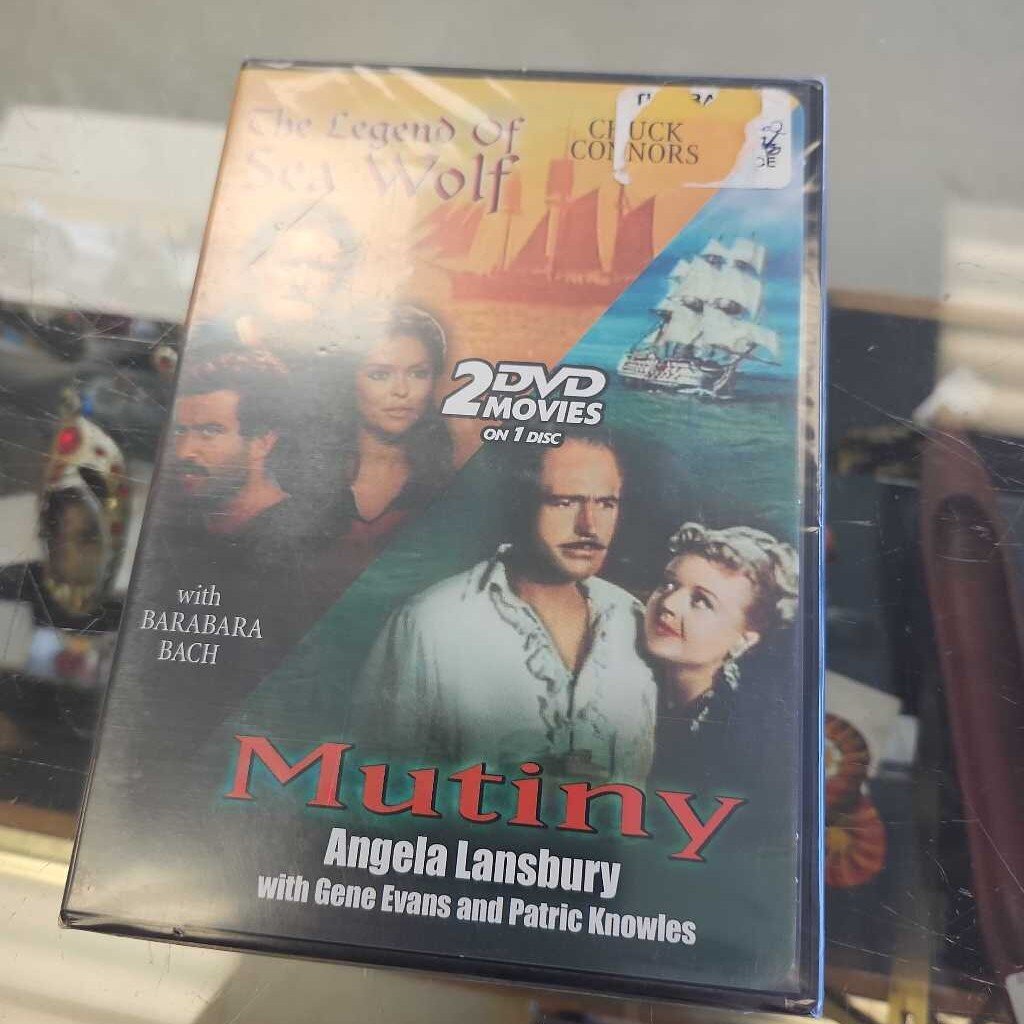 The Legend Of
Sea Wolf
CHUCK
CONNORS
2 DVD
MOVIES
ON 1 DISC
with
BARABARA
BACH
Mutiny
Angela Lansbury
with Gene Evans and Patric Knowles